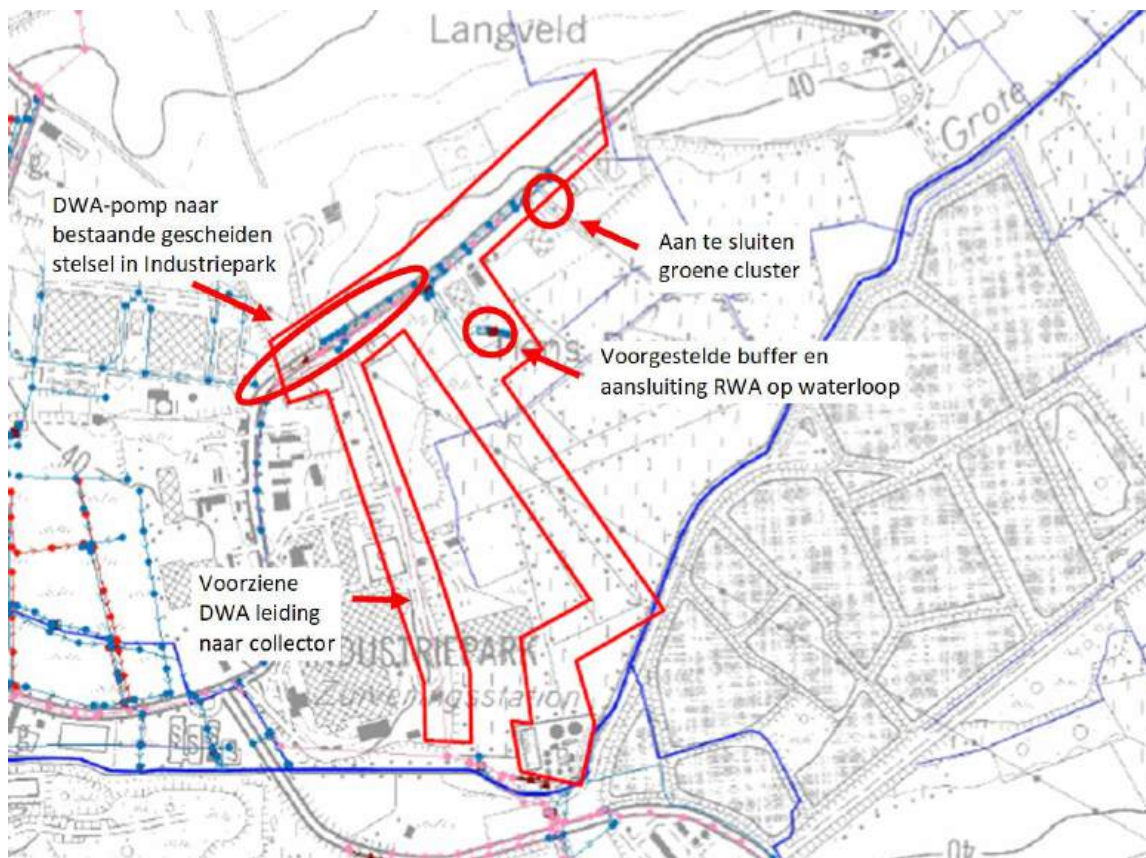 Langveld
40
Grote
DWA-pomp naar
bestaande gescheiden
stelsel in Industriepark
Aan te sluiten
groene cluster
Voorgestelde buffer en
aansluiting RWA op waterloop
40
Voorziene
DWA leiding
naar collector
NDUSTRIEPARK
Zuiveringsstation
40